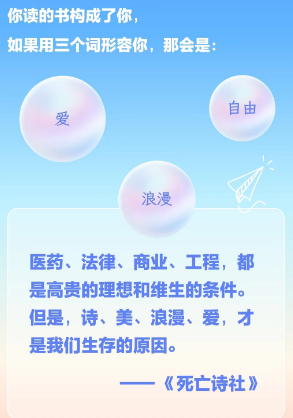 你读的书构成了你，
如果用三个词形容你，那会是：
爱
自由
浪漫
医药、法律、商业、工程，都
是高贵的理想和维生的条件。
但是，诗、美、浪漫、爱，才
是我们生存的原因。
——《死亡诗社》